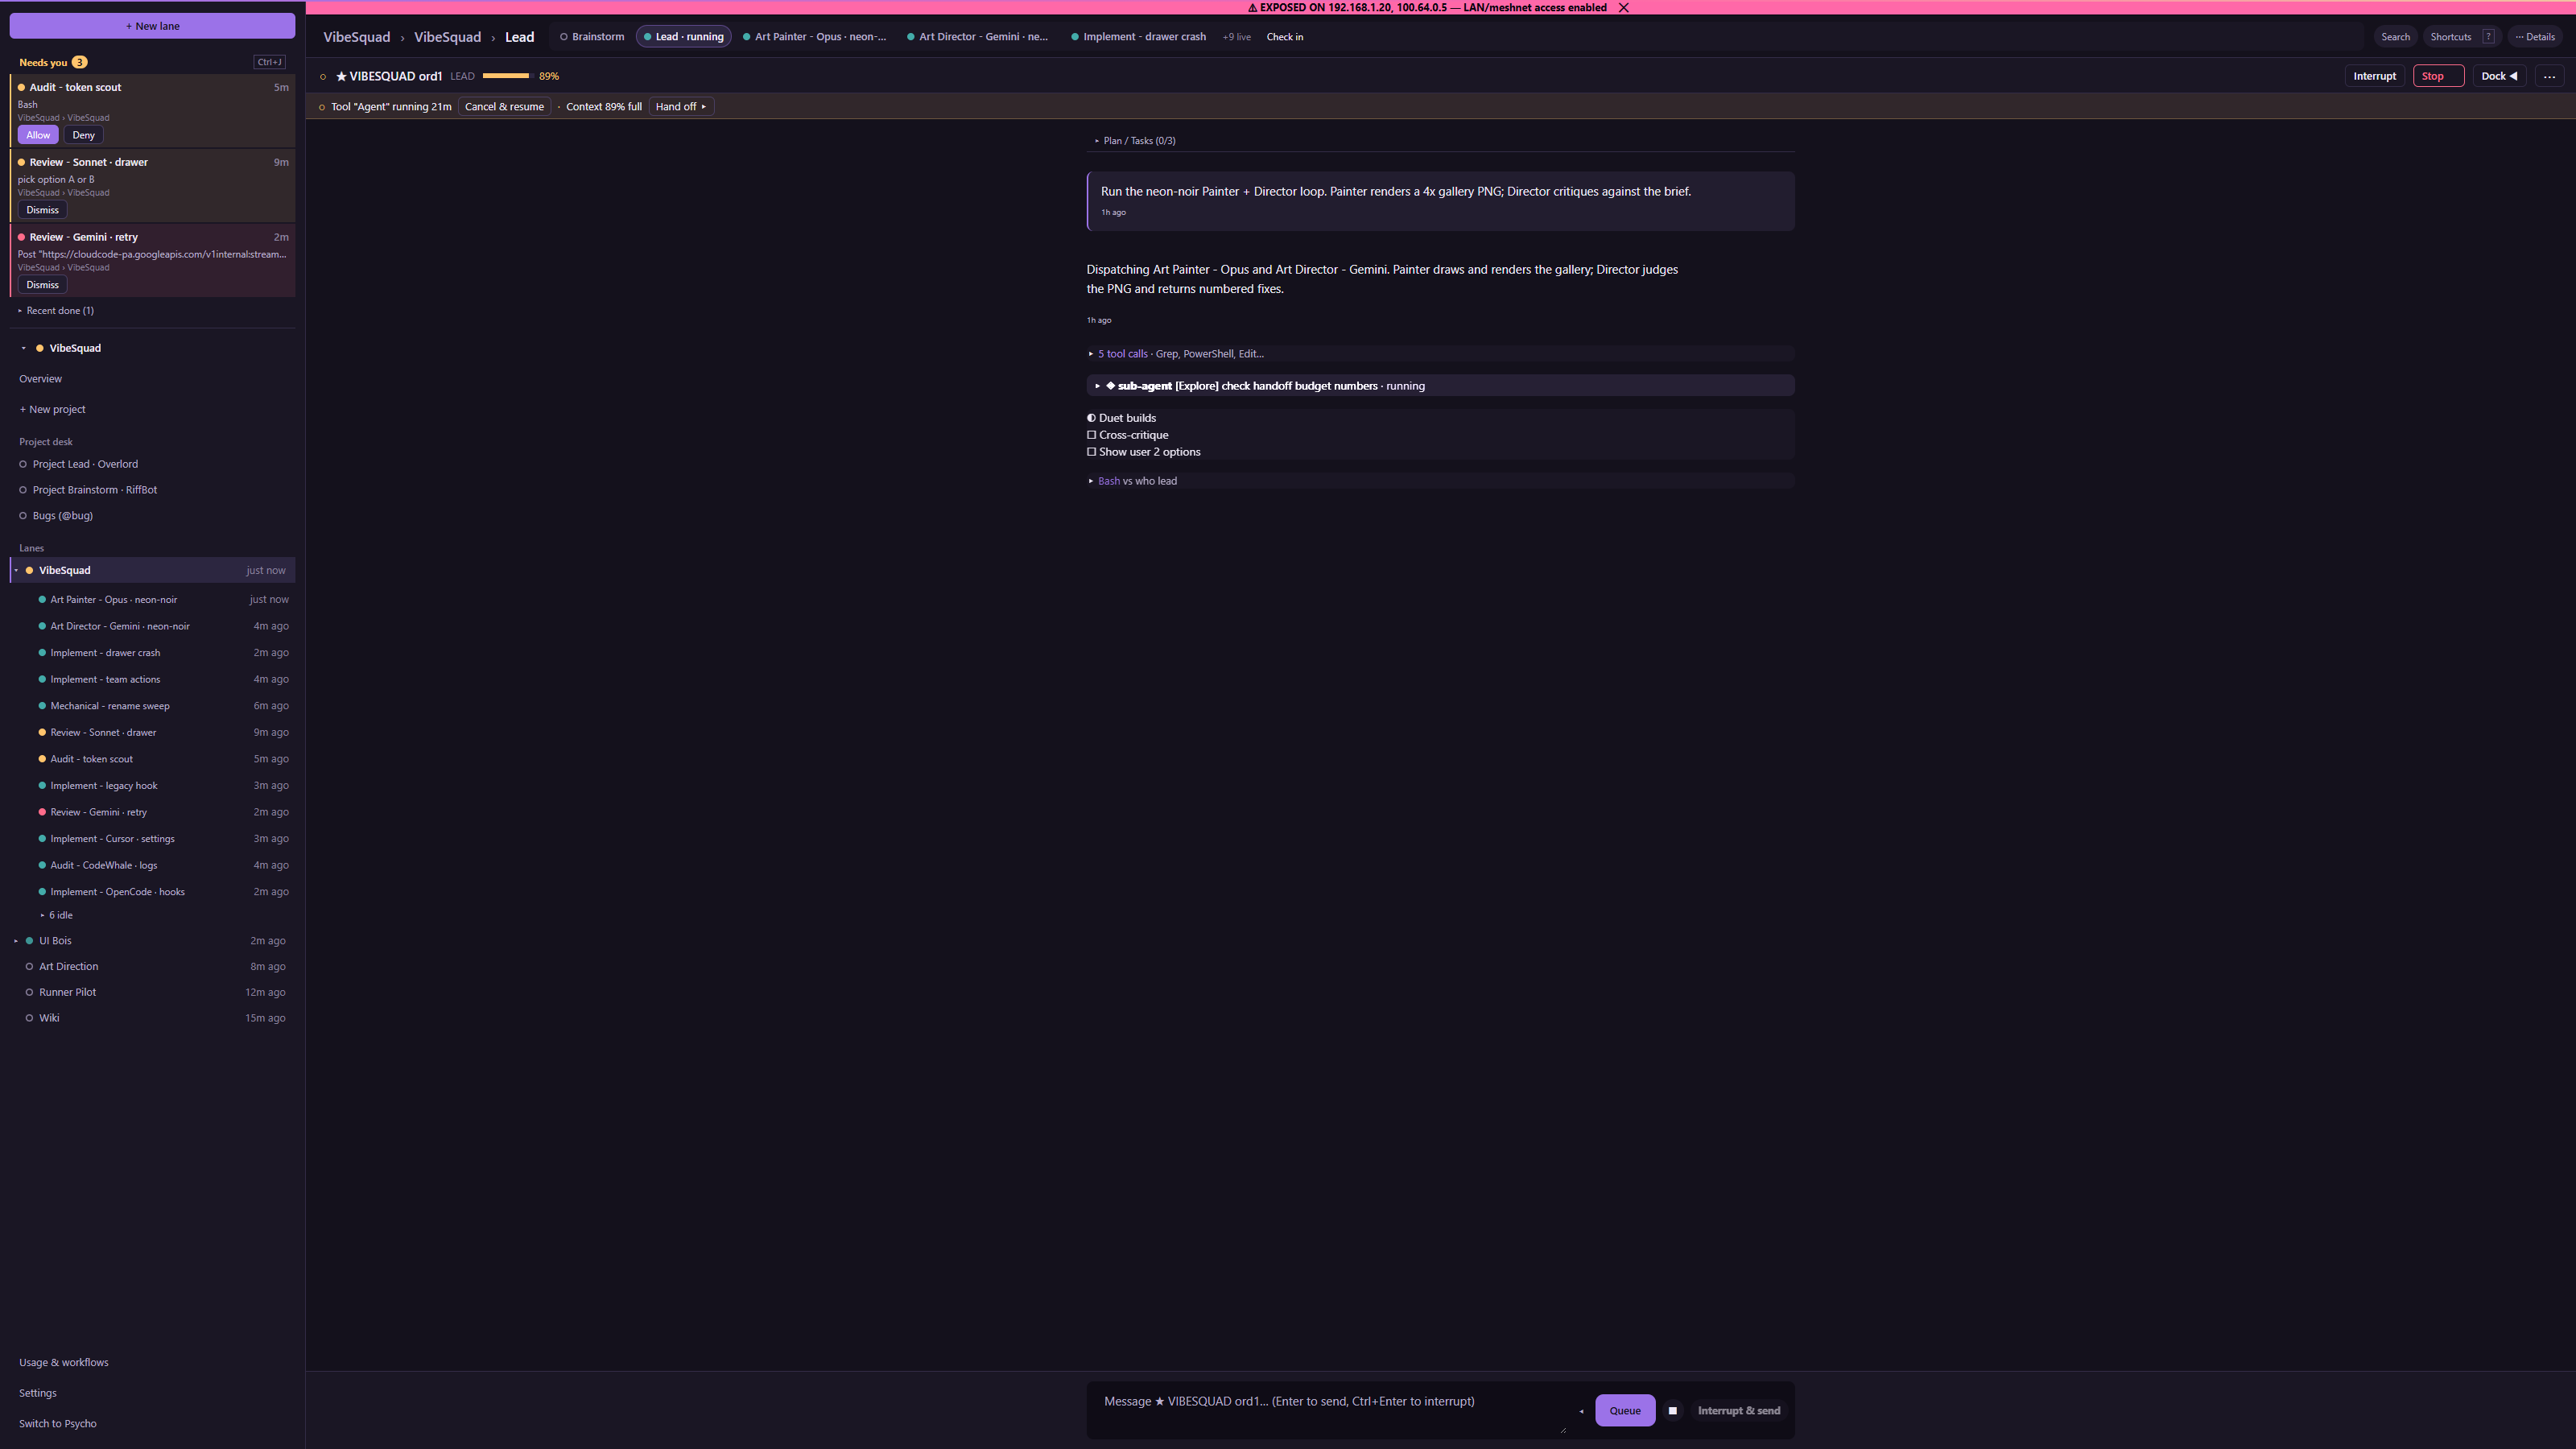 + New lane
Needs you 3 Ctrl+J
Audit - token scout 5m
Bash
VibeSquad › VibeSquad
Allow Deny
Review - Sonnet · drawer 9m
pick option A or B
VibeSquad › VibeSquad
Dismiss
Review - Gemini · retry 2m
Post "https://cloudcode-pa.googleapis.com/v1internal:stream...
VibeSquad › VibeSquad
Dismiss
▸ Recent done (1)
▾ VibeSquad
Overview
+ New project
Project desk
Project Lead · Overlord
Project Brainstorm · RiffBot
Bugs (@bug)
Lanes
▾ VibeSquad just now
Art Painter - Opus · neon-noir just now
Art Director - Gemini · neon-noir 4m ago
Implement - drawer crash 2m ago
Implement - team actions 4m ago
Mechanical - rename sweep 6m ago
Review - Sonnet · drawer 9m ago
Audit - token scout 5m ago
Implement - legacy hook 3m ago
Review - Gemini · retry 2m ago
Implement - Cursor · settings 3m ago
Audit - CodeWhale · logs 4m ago
Implement - OpenCode · hooks 2m ago
▸ 6 idle
▸ UI Bois 2m ago
Art Direction 8m ago
Runner Pilot 12m ago
Wiki 15m ago
Usage & workflows
Settings
Switch to Psycho
⚠ EXPOSED ON 192.168.1.20, 100.64.0.5 — LAN/meshnet access enabled ✕
VibeSquad › VibeSquad › Lead Brainstorm Lead · running Art Painter - Opus · neon-... Art Director - Gemini · ne... Implement - drawer crash +9 live Check in Search Shortcuts ? ··· Details
★ VIBESQUAD ord1 LEAD 89% Interrupt Stop Dock ◀ ...
Tool "Agent" running 21m Cancel & resume · Context 89% full Hand off ▸
▸ Plan / Tasks (0/3)
Run the neon-noir Painter + Director loop. Painter renders a 4x gallery PNG; Director critiques against the brief.
1h ago
Dispatching Art Painter - Opus and Art Director - Gemini. Painter draws and renders the gallery; Director judges
the PNG and returns numbered fixes.
1h ago
▸ 5 tool calls · Grep, PowerShell, Edit...
▸ ◆ sub-agent [Explore] check handoff budget numbers · running
◐ Duet builds
☐ Cross-critique
☐ Show user 2 options
▸ Bash vs who lead
Message ★ VIBESQUAD ord1... (Enter to send, Ctrl+Enter to interrupt) ◂ Queue ■ Interrupt & send